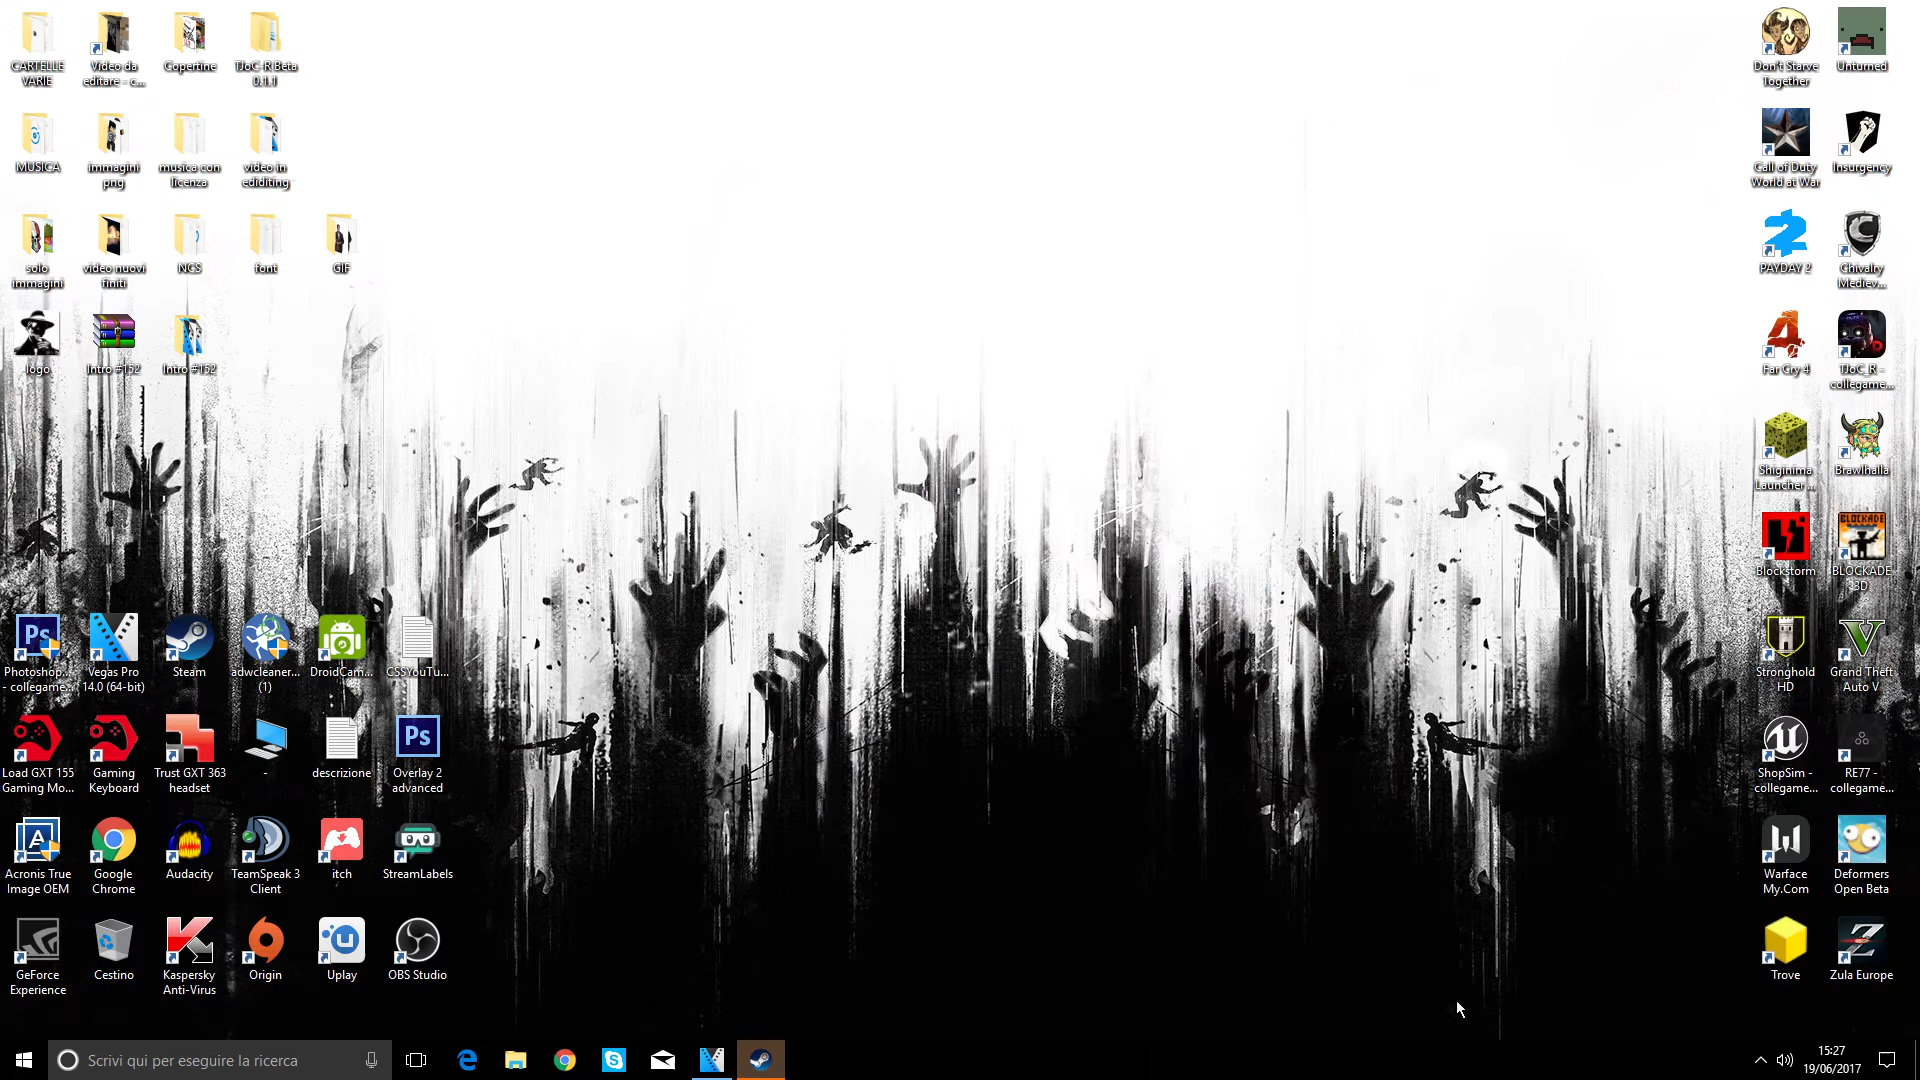 CARTELLE
VARIE
Video da
editare - c...
Copertine
TJoC-R Beta
0.1.1
Don't Starve
Together
Unturned
MUSICA
immagini
png
musica con
licenza
video in
edidting
Call of Duty
World at War
Insurgency
solo
immagini
video nuovi
finiti
NCS
font
GIF
PAYDAY 2
Chivalry
Mediev...
logo
Intro #152
Intro #152
Far Cry 4
TJoC_R -
collegame...
Shiginima
Launcher ...
Brawlhalla
Blockstorm
BLOCKADE
BLOCKADE
3D
Ps
Photoshop...
- collegame...
Vegas Pro
14.0 (64-bit)
Steam
adwcleaner...
(1)
DroidCam...
CSSYouTu...
Stronghold
HD
Grand Theft
Auto V
Load GXT 155
Gaming Mo...
Gaming
Keyboard
Trust GXT 363
headset
-
descrizione
Ps
Overlay 2
advanced
ShopSim -
collegame...
RE77 -
collegame...
Acronis True
Image OEM
Google
Chrome
Audacity
TeamSpeak 3
Client
itch
StreamLabels
Warface
My.Com
Deformers
Open Beta
GeForce
Experience
Cestino
Kaspersky
Anti-Virus
Origin
Uplay
OBS Studio
Trove
Zula Europe
Scrivi qui per eseguire la ricerca
15:27
19/06/2017